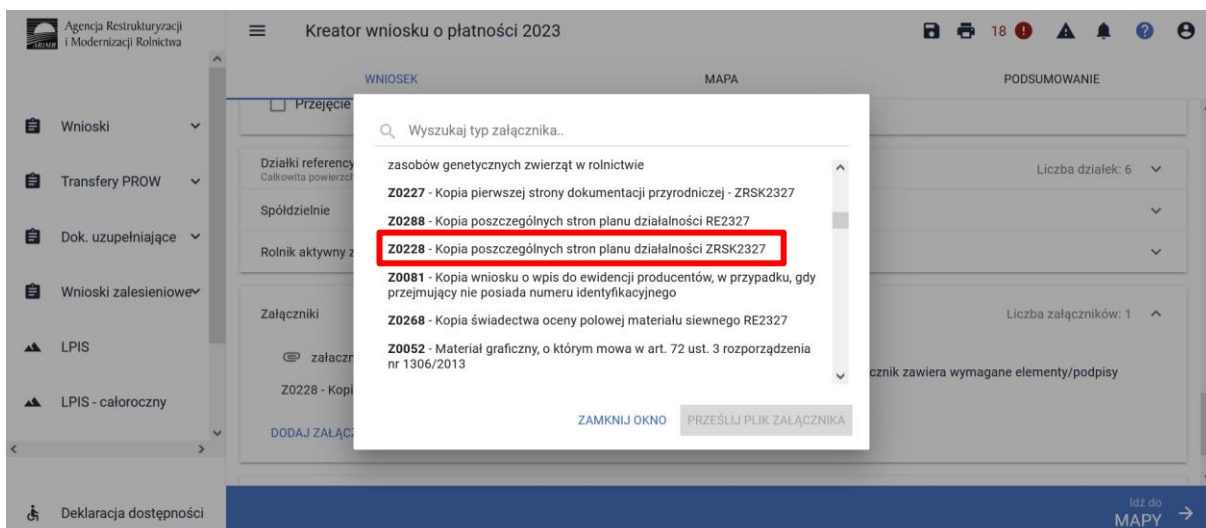 Agencja Restrukturyzacji
i Modernizacji Rolnictwa
ARiMR
Kreator wniosku o płatności 2023
18
WNIOSEK
MAPA
PODSUMOWANIE
Wnioski
Transfery PROW
Dok. uzupełniające
Wnioski zalesieniowe
LPIS
LPIS - całoroczny
Deklaracja dostępności
Przejęcie
Działki referency
Całkowita powierzch
Liczba działek: 6
Spółdzielnie
Rolnik aktywny z
Załączniki
Liczba załączników: 1
załączn
cznik zawiera wymagane elementy/podpisy
Z0228 - Kopi
DODAJ ZAŁĄCZ
Wyszukaj typ załącznika..
zasobów genetycznych zwierząt w rolnictwie
Z0227 - Kopia pierwszej strony dokumentacji przyrodniczej - ZRSK2327
Z0288 - Kopia poszczególnych stron planu działalności RE2327
Z0228 - Kopia poszczególnych stron planu działalności ZRSK2327
Z0081 - Kopia wniosku o wpis do ewidencji producentów, w przypadku, gdy
przejmujący nie posiada numeru identyfikacyjnego
Z0268 - Kopia świadectwa oceny polowej materiału siewnego RE2327
Z0052 - Materiał graficzny, o którym mowa w art. 72 ust. 3 rozporządzenia
nr 1306/2013
ZAMKNIJ OKNO
PRZEŚLIJ PLIK ZAŁĄCZNIKA
Idź do
MAPY